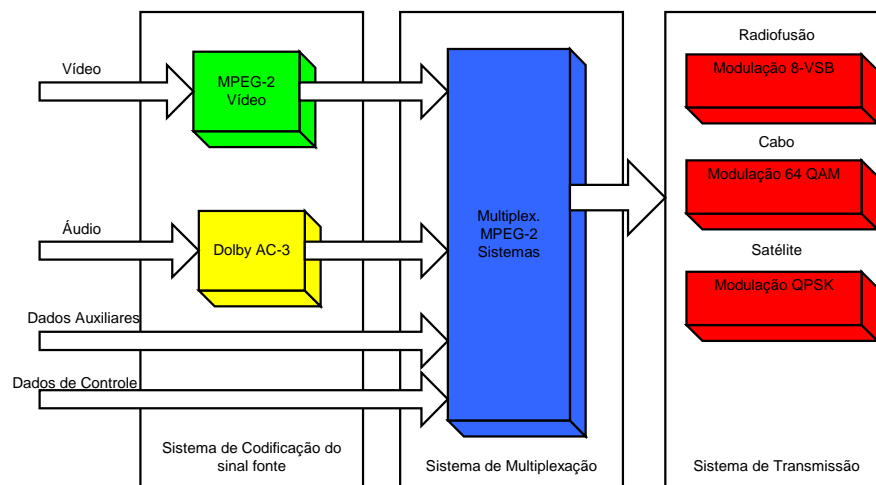 Radiofusão
Vídeo
MPEG-2
Vídeo
Modulação 8-VSB
Cabo
Modulação 64 QAM
Áudio
Dolby AC-3
Multiplex.
MPEG-2
Sistemas
Satélite
Modulação QPSK
Dados Auxiliares
Dados de Controle
Sistema de Codificação do
sinal fonte
Sistema de Multiplexação
Sistema de Transmissão